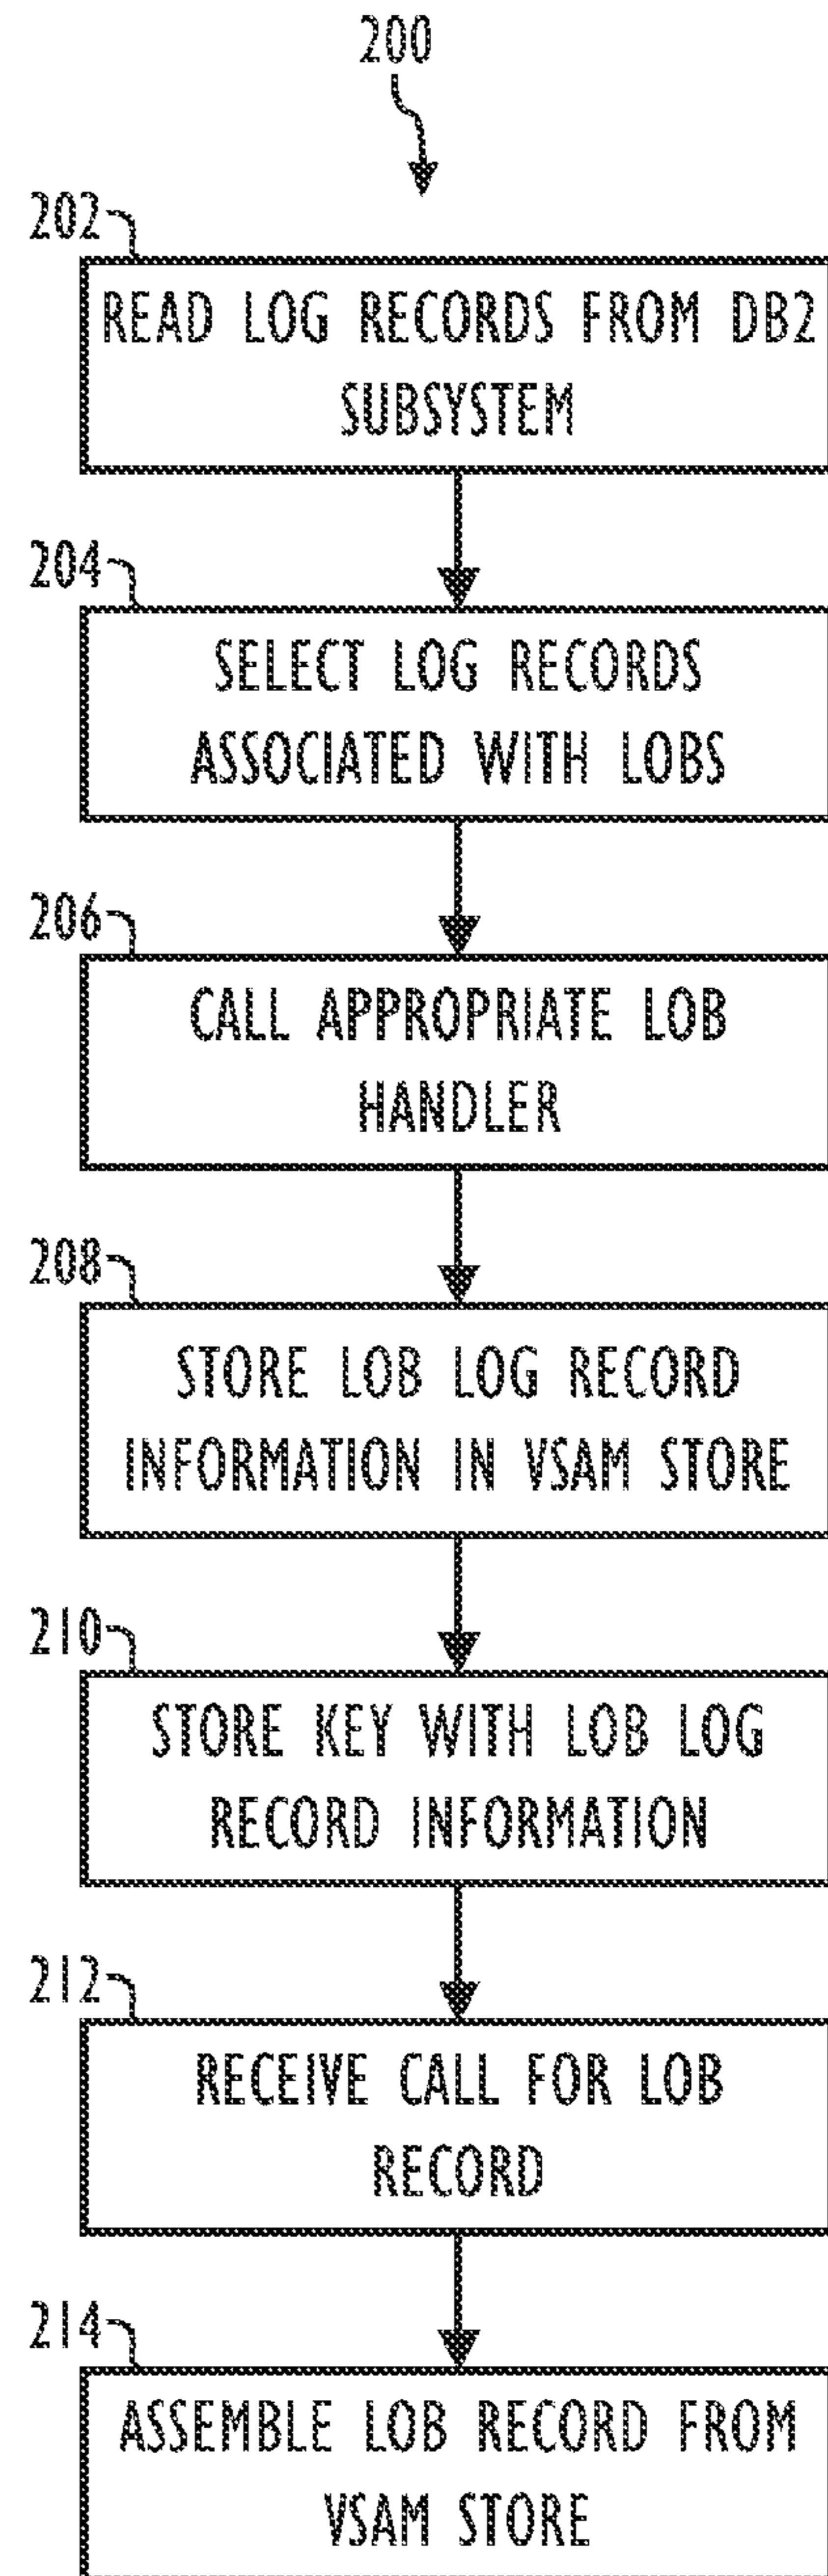 200
202
READ LOG RECORDS FROM DB2
SUBSYSTEM
204
SELECT LOG RECORDS
ASSOCIATED WITH LOBS
206
CALL APPROPRIATE LOB
HANDLER
208
STORE LOB LOG RECORD
INFORMATION IN VSAM STORE
210
STORE KEY WITH LOB LOG
RECORD INFORMATION
212
RECEIVE CALL FOR LOB
RECORD
214
ASSEMBLE LOB RECORD FROM
VSAM STORE